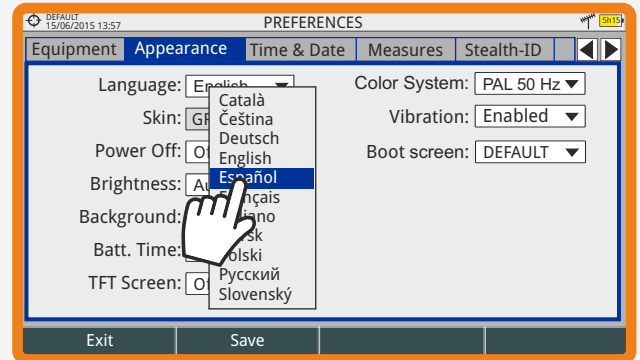 DEFAULT
15/06/2015 13:57
PREFERENCES
5h15
Equipment Appearance Time & Date Measures Stealth-ID
Language: English
Color System: PAL 50 Hz
Skin:
Vibration: Enabled
Power Off:
Boot screen: DEFAULT
Brightness:
Background:
Batt. Time:
TFT Screen:
Català
Čeština
Deutsch
English
Español
Slovenský
Русский
Exit Save